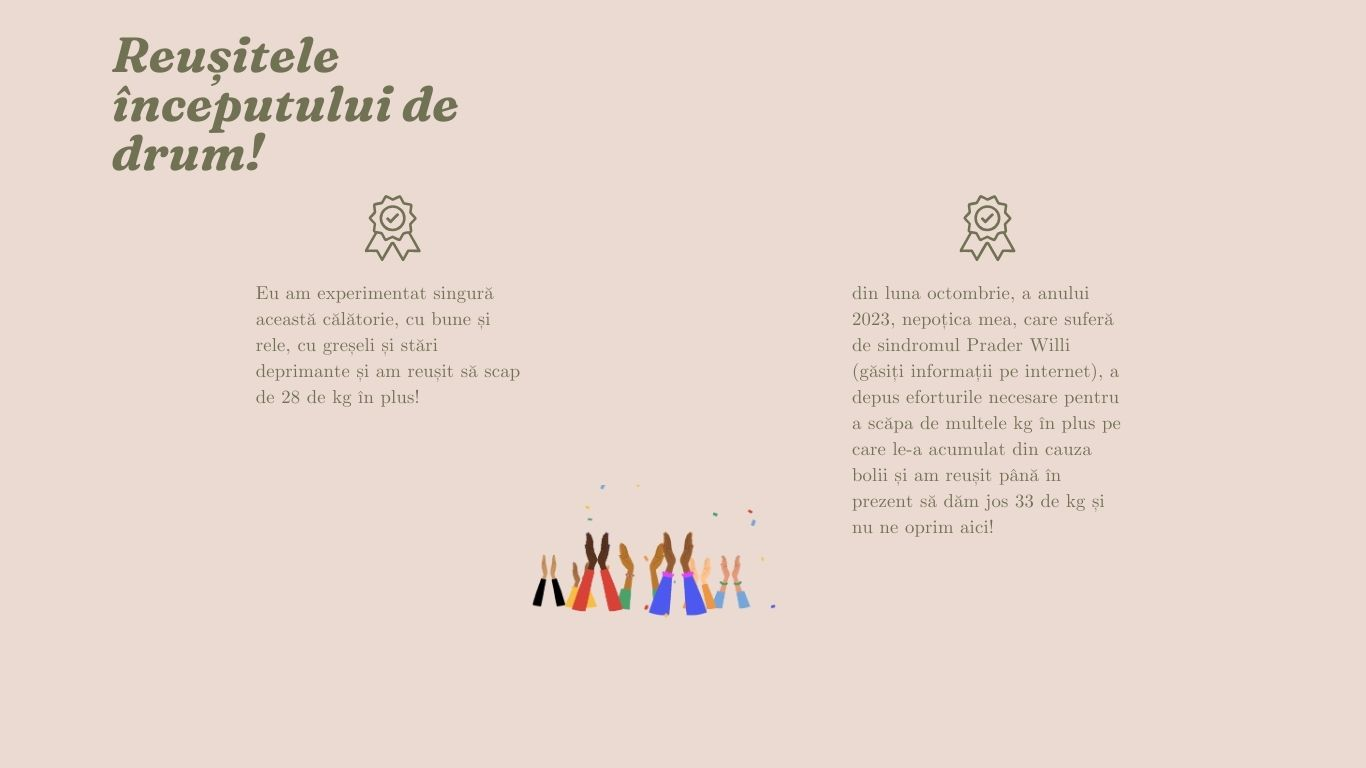 Reușitele
începutului de
drum!
Eu am experimentat singură
această călătorie, cu bune și
rele, cu greșeli și stări
deprimante și am reușit să scap
de 28 de kg în plus!
din luna octombrie, a anului
2023, nepoțica mea, care suferă
de sindromul Prader Willi
(găsiți informații pe internet), a
depus eforturile necesare pentru
a scăpa de multele kg în plus pe
care le-a acumulat din cauza
bolii și am reușit până în
prezent să dăm jos 33 de kg și
nu ne oprim aici!